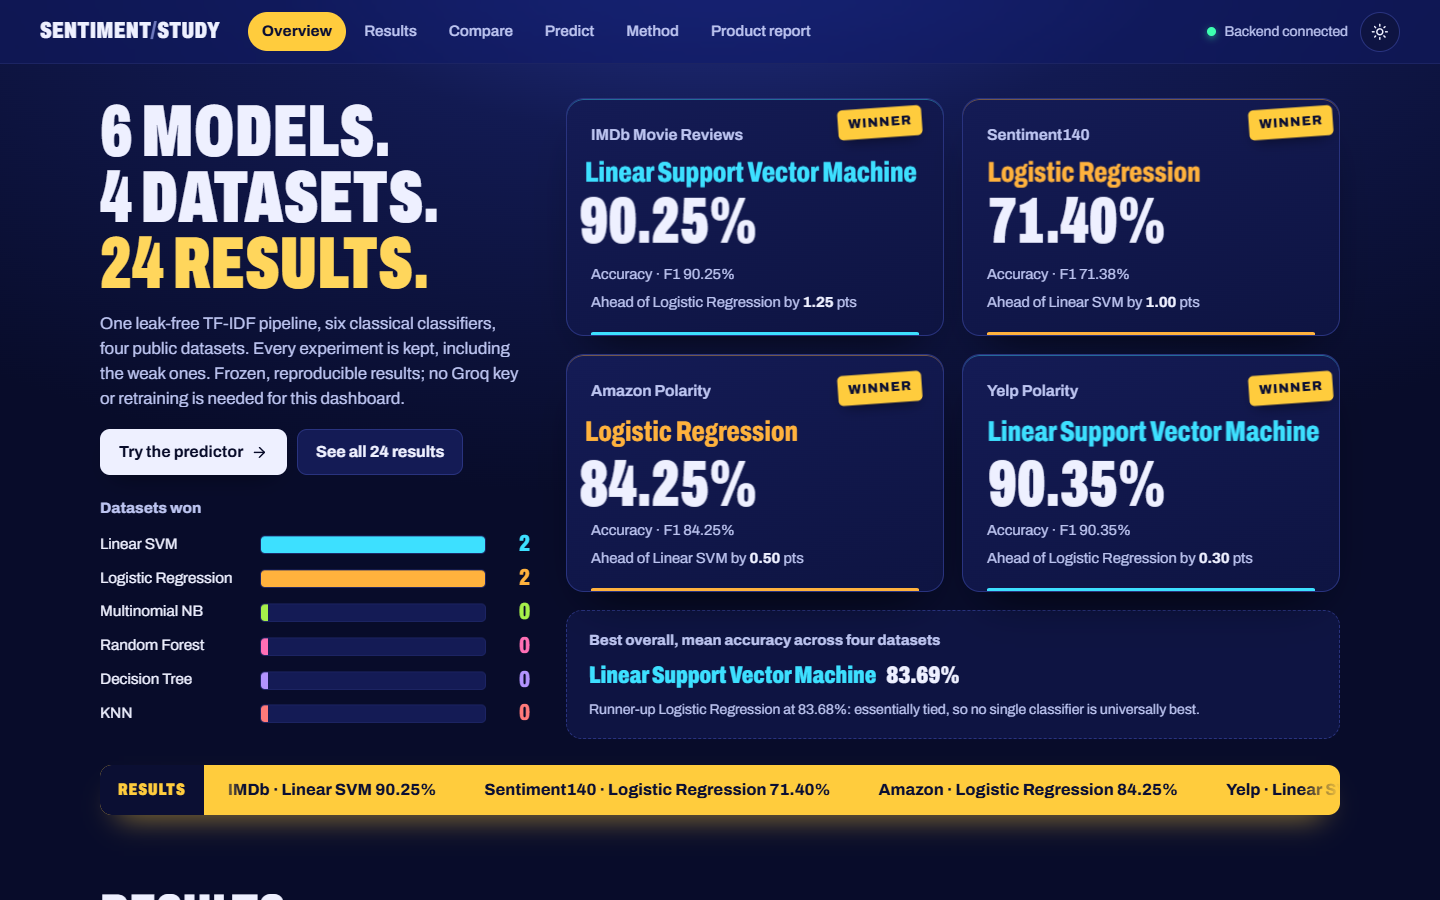 SENTIMENT/STUDY
Overview
Results
Compare
Predict
Method
Product report
Backend connected
6 MODELS.
4 DATASETS.
24 RESULTS.
One leak-free TF-IDF pipeline, six classical classifiers,
four public datasets. Every experiment is kept, including
the weak ones. Frozen, reproducible results; no Groq key
or retraining is needed for this dashboard.
Try the predictor →
See all 24 results
Datasets won
Linear SVM 2
Logistic Regression 2
Multinomial NB 0
Random Forest 0
Decision Tree 0
KNN 0
IMDb Movie Reviews
WINNER
Linear Support Vector Machine
90.25%
Accuracy · F1 90.25%
Ahead of Logistic Regression by 1.25 pts
Sentiment140
WINNER
Logistic Regression
71.40%
Accuracy · F1 71.38%
Ahead of Linear SVM by 1.00 pts
Amazon Polarity
WINNER
Logistic Regression
84.25%
Accuracy · F1 84.25%
Ahead of Linear SVM by 0.50 pts
Yelp Polarity
WINNER
Linear Support Vector Machine
90.35%
Accuracy · F1 90.35%
Ahead of Logistic Regression by 0.30 pts
Best overall, mean accuracy across four datasets
Linear Support Vector Machine 83.69%
Runner-up Logistic Regression at 83.68%: essentially tied, so no single classifier is universally best.
RESULTS
IMDb · Linear SVM 90.25%
Sentiment140 · Logistic Regression 71.40%
Amazon · Logistic Regression 84.25%
Yelp · Linear S
RESULTS